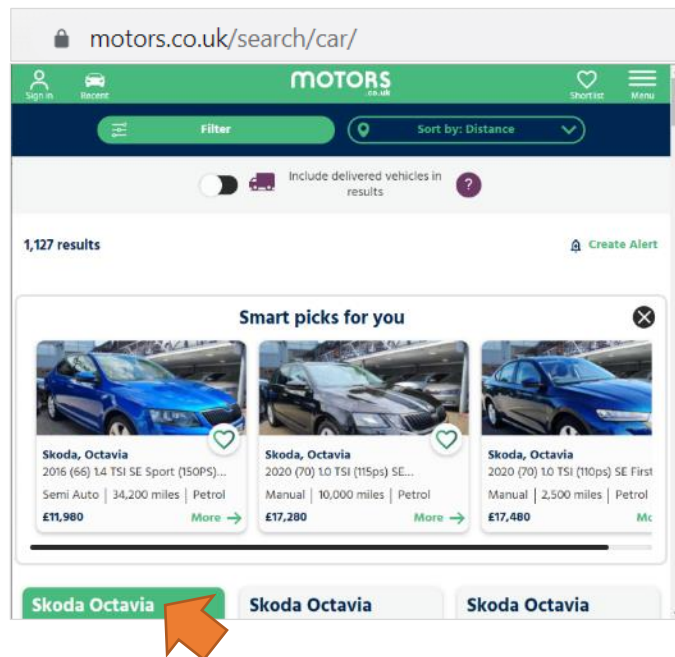 motors.co.uk/search/car/
Sign in
Recent
MOTORS
.co.uk
Shortlist
Menu
Filter
Sort by: Distance
Include delivered vehicles in
results
?
1,127 results
Create Alert
Smart picks for you
Skoda, Octavia
2016 (66) 1.4 TSI SE Sport (150PS)...
Semi Auto | 34,200 miles | Petrol
£11,980
More →
Skoda, Octavia
2020 (70) 1.0 TSI (115ps) SE...
Manual | 10,000 miles | Petrol
£17,280
More →
Skoda, Octavia
2020 (70) 1.0 TSI (110ps) SE First
Manual | 2,500 miles | Petrol
£17,480
Mc
Skoda Octavia
Skoda Octavia
Skoda Octavia